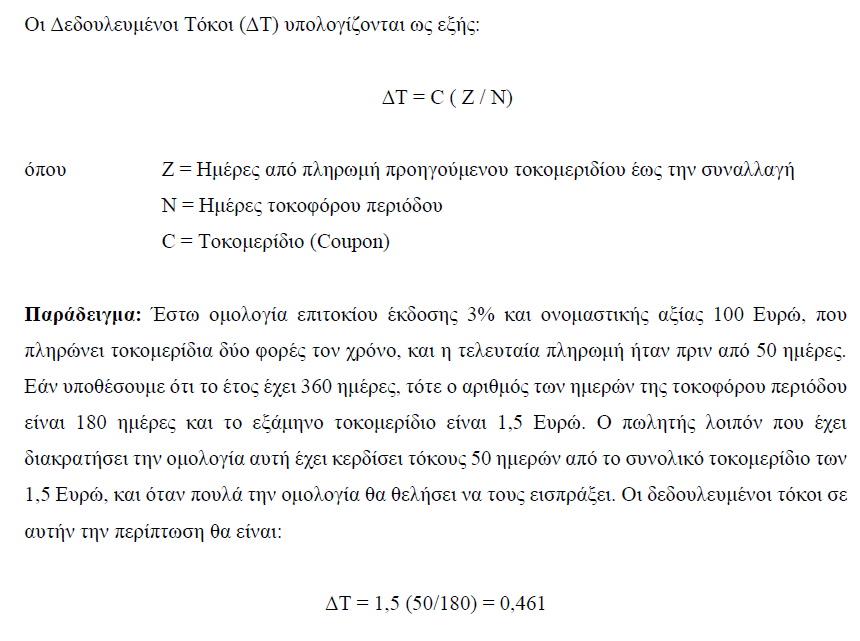 Οι Δεδουλευμένοι Τόκοι (ΔΤ) υπολογίζονται ως εξής:
ΔΤ = C ( Z / N)
όπου Z = Ημέρες από πληρωμή προηγούμενου τοκομεριδίου έως την συναλλαγή
N = Ημέρες τοκοφόρου περιόδου
C = Τοκομερίδιο (Coupon)
Παράδειγμα: Έστω ομολογία επιτοκίου έκδοσης 3% και ονομαστικής αξίας 100 Ευρώ, που
πληρώνει τοκομερίδια δύο φορές τον χρόνο, και η τελευταία πληρωμή ήταν πριν από 50 ημέρες.
Εάν υποθέσουμε ότι το έτος έχει 360 ημέρες, τότε ο αριθμός των ημερών της τοκοφόρου περιόδου
είναι 180 ημέρες και το εξάμηνο τοκομερίδιο είναι 1,5 Ευρώ. Ο πωλητής λοιπόν που έχει
διακρατήσει την ομολογία αυτή έχει κερδίσει τόκους 50 ημερών από το συνολικό τοκομερίδιο των
1,5 Ευρώ, και όταν πουλά την ομολογία θα θελήσει να τους εισπράξει. Οι δεδουλευμένοι τόκοι σε
αυτήν την περίπτωση θα είναι:
ΔΤ = 1,5 (50/180) = 0,461